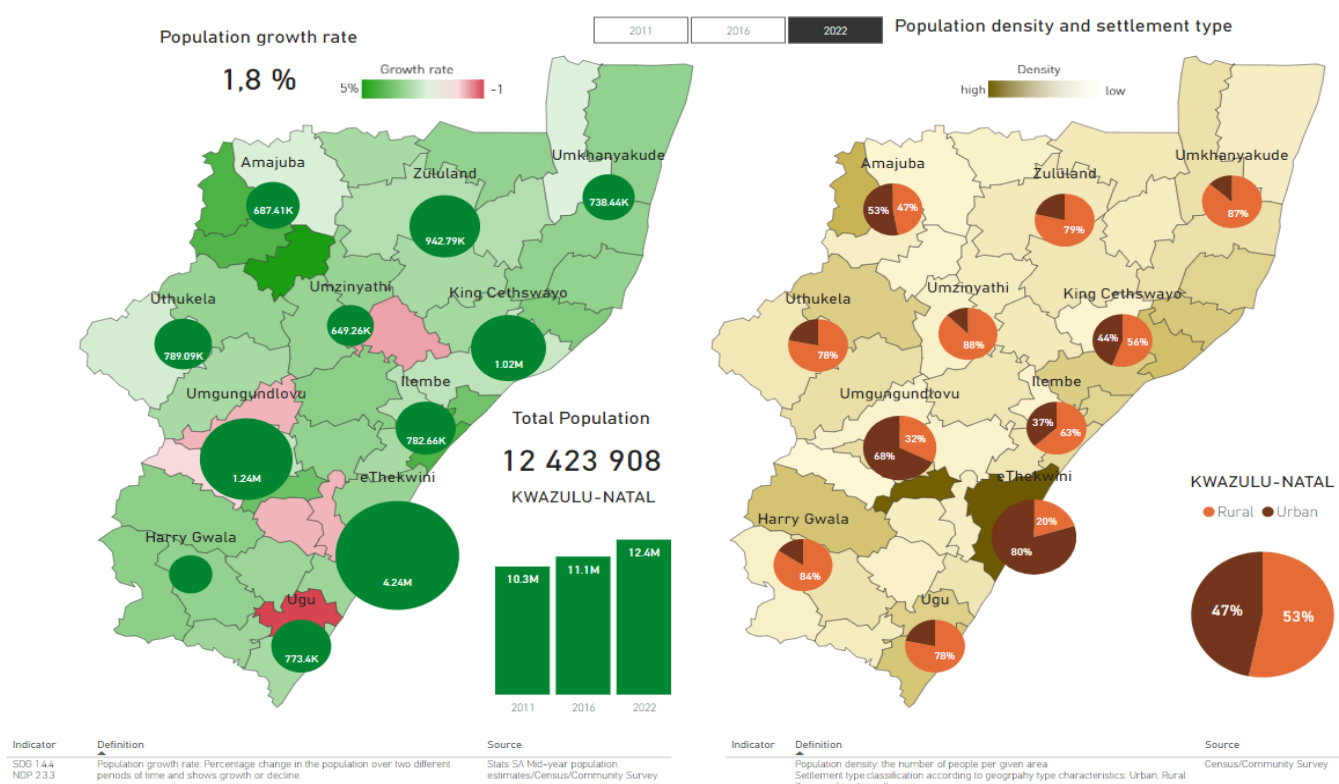 Population growth rate
1,8 %
Growth rate
5%
-1
2011
2016
2022
Population density and settlement type
Density
high
low
Amajuba
687.41K
Zululand
942.79K
Umkhanyakude
738.44K
Uthukela
789.09K
Umzinyathi
649.26K
King Cethswayo
1.02M
Umgungundlovu
1.24M
Ilembe
782.66K
eThekwini
4.24M
Harry Gwala
Ugu
773.4K
Total Population
12 423 908
KWAZULU-NATAL
10.3M
11.1M
12.4M
2011
2016
2022
Amajuba
53%
47%
Zululand
79%
Umkhanyakude
87%
Uthukela
78%
Umzinyathi
88%
King Cethswayo
44%
56%
Umgungundlovu
32%
68%
Ilembe
37%
63%
eThekwini
20%
80%
Harry Gwala
84%
Ugu
78%
KWAZULU-NATAL
Rural
Urban
47%
53%
Indicator
Definition
Source
SDG 1.4.4
NDP 2.3.3
Population growth rate: Percentage change in the population over two different
periods of time and shows growth or decline
Stats SA Mid-year population
estimates/Census/Community Survey
Indicator
Definition
Source
Population density: the number of people per given area
Settlement type:classification according to geogrpahy type characteristics: Urban: Rural
Census/Community Survey